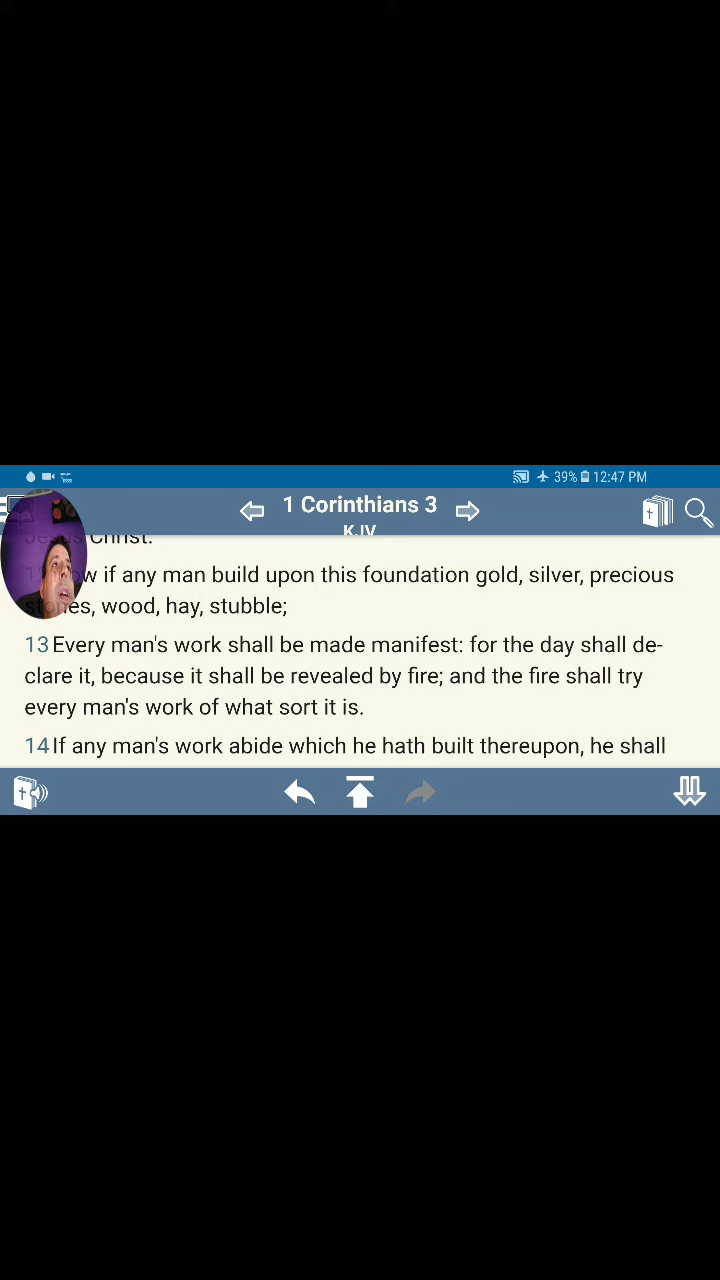 39% 12:47 PM
1 Corinthians 3
KJV
Jesus Christ.
if any man build upon this foundation gold, silver, precious
stones, wood, hay, stubble;
13 Every man's work shall be made manifest: for the day shall de-
clare it, because it shall be revealed by fire; and the fire shall try
every man's work of what sort it is.
14 If any man's work abide which he hath built thereupon, he shall